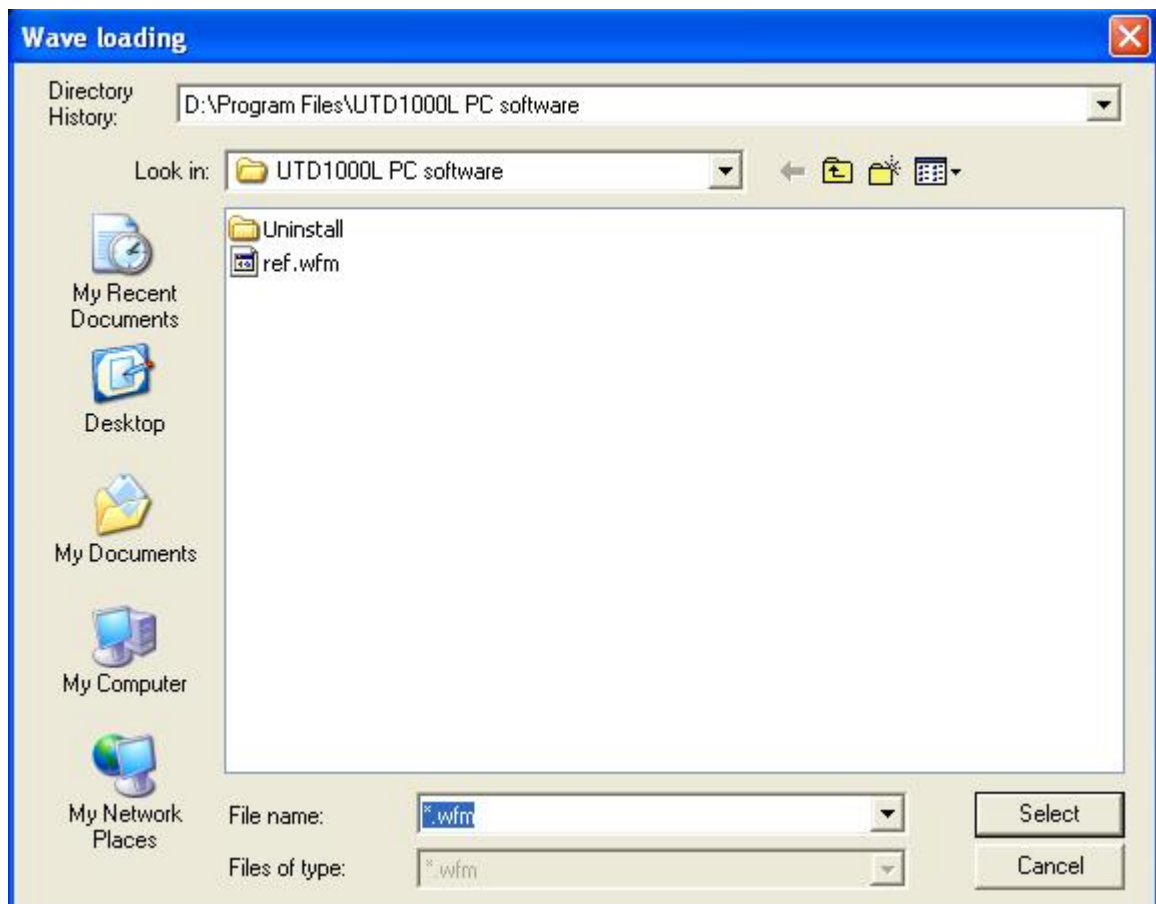 Wave loading
Directory
History:
D:\Program Files\UTD1000L PC software
Look in:
UTD1000L PC software
Uninstall
ref.wfm
My Recent
Documents
Desktop
My Documents
My Computer
My Network
Places
File name:
*.wfm
Select
Files of type:
*.wfm
Cancel